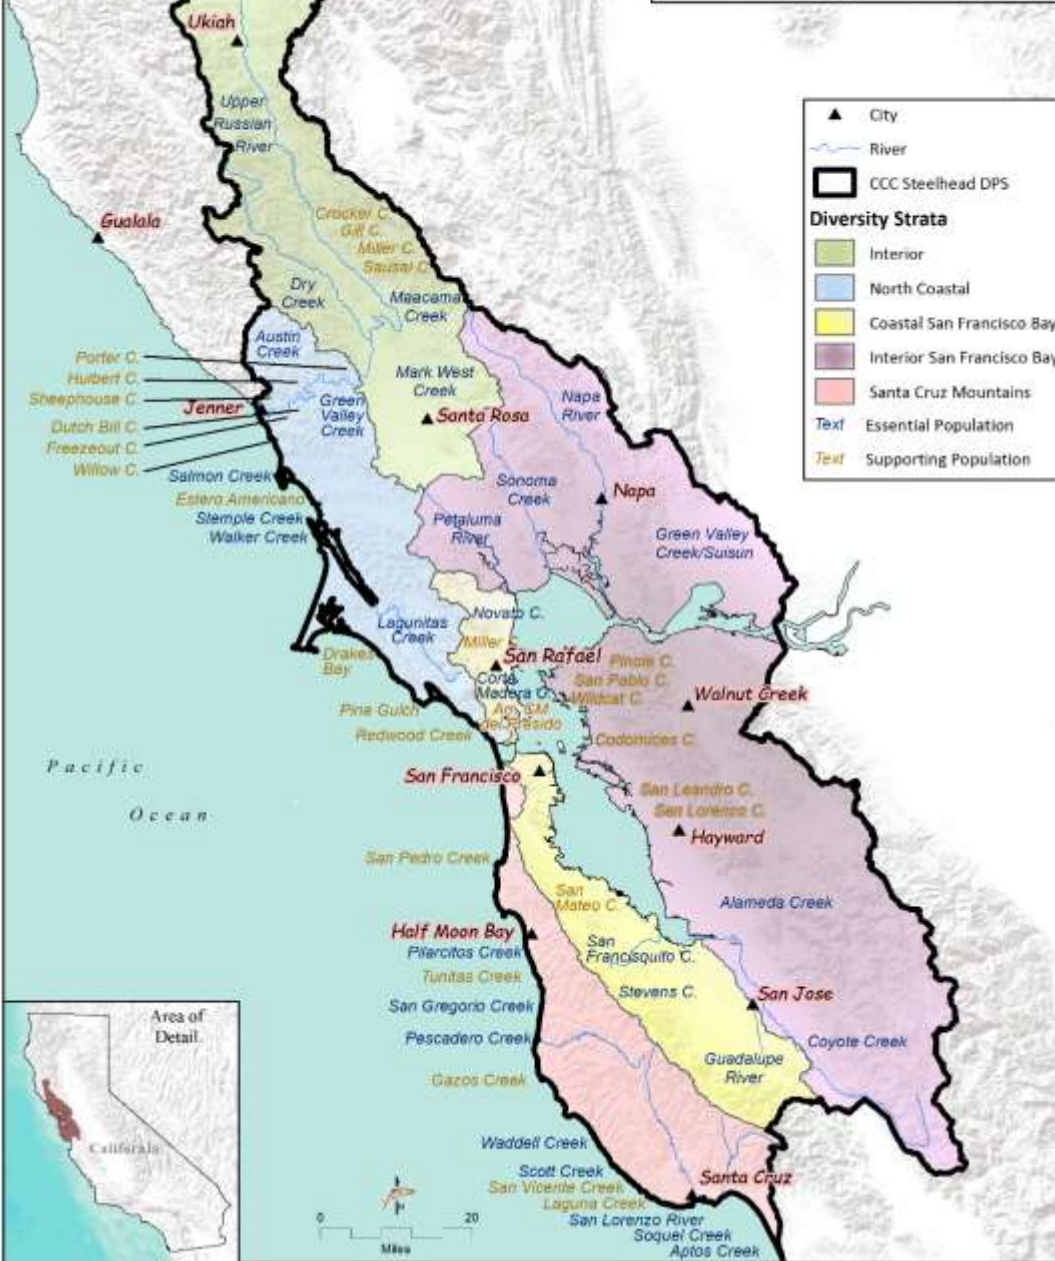 Ukiah
Upper
Russian
River
Gualala
Crocker C.
Gill C.
Miller C.
Sausal C.
Dry
Creek
Maacama
Creek
Austin
Creek
Porter C.
Hulbert C.
Sheephouse C.
Jenner
Dutch Bill C.
Freezeout C.
Willow C.
Green
Valley
Creek
Mark West
Creek
Santa Rosa
Napa
River
Salmon Creek
Estero Americano
Stemple Creek
Walker Creek
Sonoma
Creek
Napa
Petaluma
River
Green Valley
Creek/Suisun
Novato C.
Lagunitas
Creek
Miller C.
San Rafael
Drakes
Bay
Corte
Madera C.
Pinole C.
San Pablo C.
Wildcat C.
Walnut Creek
Pine Gulch
Arr. SM
del Presido
Redwood Creek
Codornices C.
Pacific
Ocean
San Francisco
San Leandro C.
San Lorenzo C.
Hayward
San Pedro Creek
San
Mateo C.
Alameda Creek
Half Moon Bay
Pilarcitos Creek
San
Francisquito C.
Tunitas Creek
Stevens C.
San Jose
San Gregorio Creek
Pescadero Creek
Coyote Creek
Guadalupe
River
Gazos Creek
Waddell Creek
Scott Creek
San Vicente Creek
Laguna Creek
Santa Cruz
San Lorenzo River
Soquel Creek
Aptos Creek
City
River
CCC Steelhead DPS
Diversity Strata
Interior
North Coastal
Coastal San Francisco Bay
Interior San Francisco Bay
Santa Cruz Mountains
Text Essential Population
Text Supporting Population
Area of
Detail
California
0 20
Miles